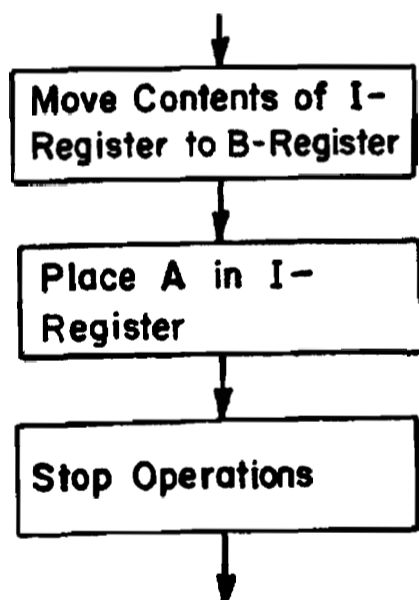 Move Contents of I-
Register to B-Register
Place A in I-
Register
Stop Operations